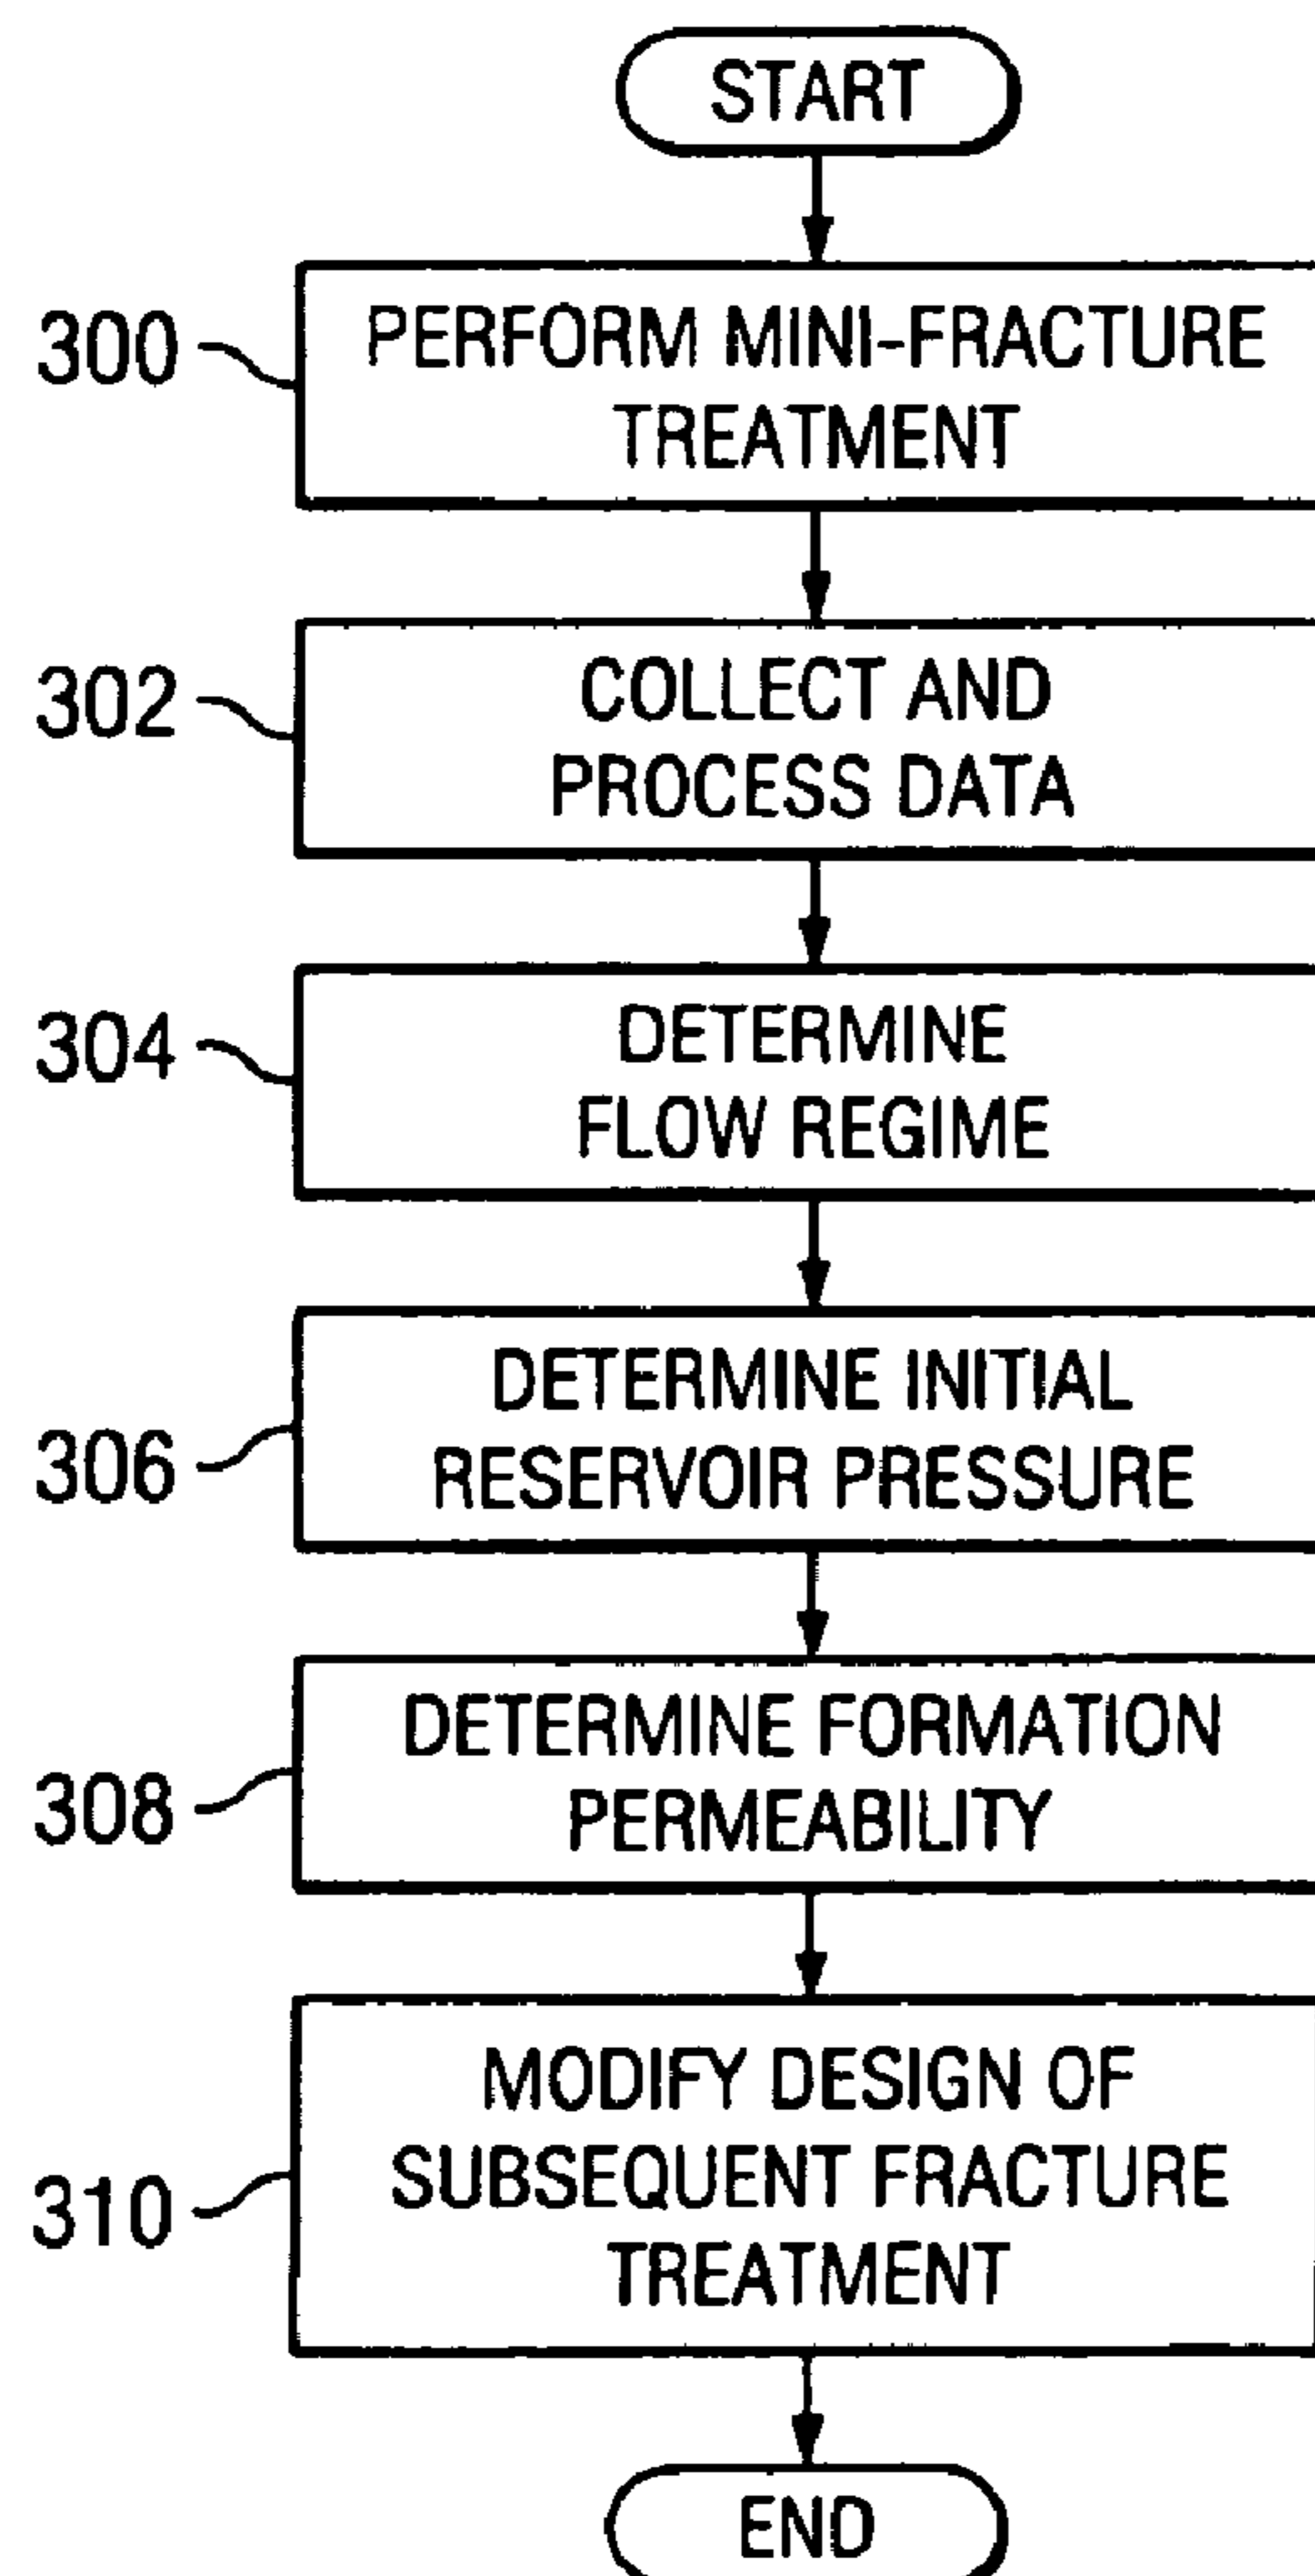 START
300
PERFORM MINI-FRACTURE
TREATMENT
302
COLLECT AND
PROCESS DATA
304
DETERMINE
FLOW REGIME
306
DETERMINE INITIAL
RESERVOIR PRESSURE
308
DETERMINE FORMATION
PERMEABILITY
310
MODIFY DESIGN OF
SUBSEQUENT FRACTURE
TREATMENT
END